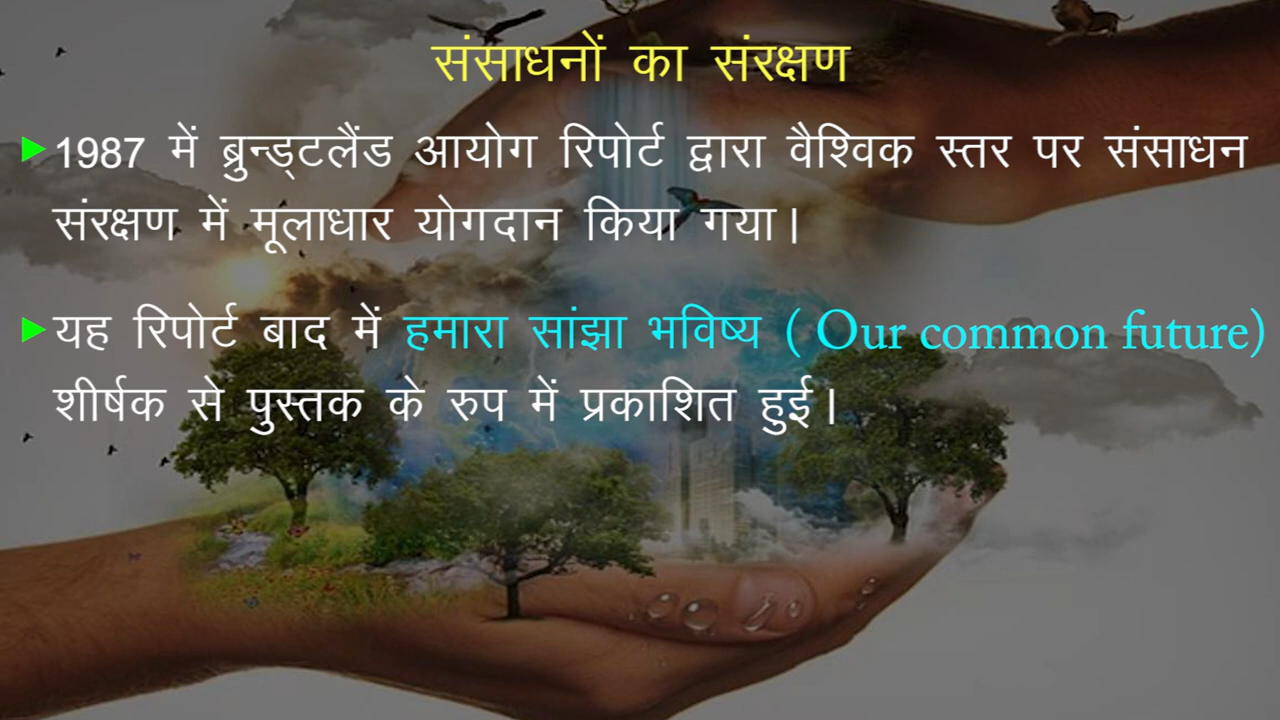 संसाधनों का संरक्षण
1987 में ब्रुन्ड्टलैंड आयोग रिपोर्ट द्वारा वैश्विक स्तर पर संसाधन
संरक्षण में मूलाधार योगदान किया गया।
यह रिपोर्ट बाद में हमारा सांझा भविष्य ( Our common future)
शीर्षक से पुस्तक के रुप में प्रकाशित हुई।